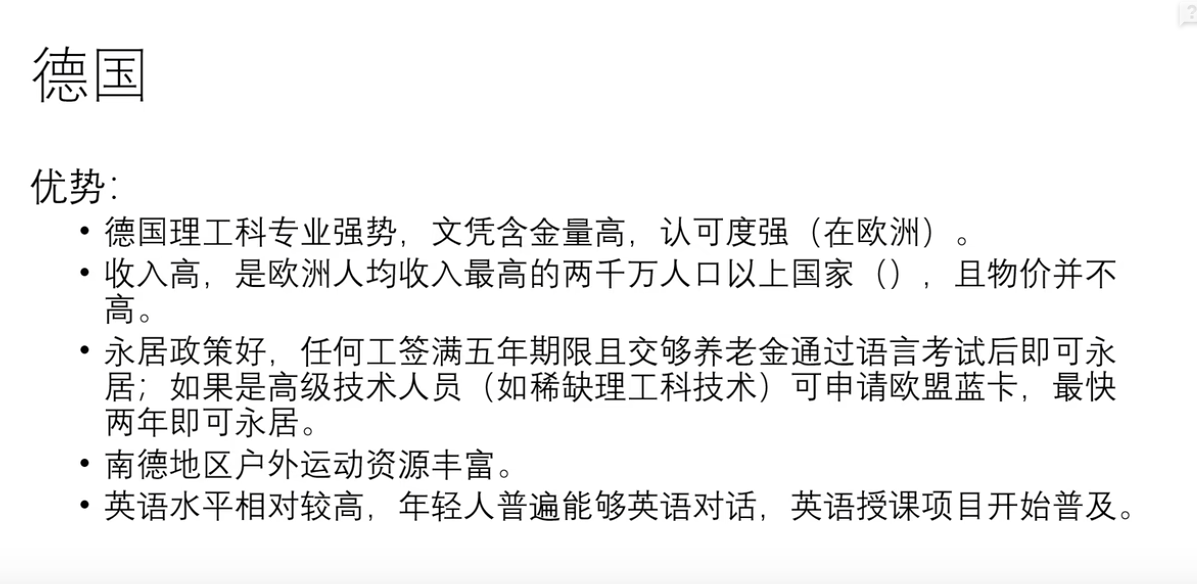 德国
优势：
• 德国理工科专业强势，文凭含金量高，认可度强（在欧洲）。
• 收入高，是欧洲人均收入最高的两千万人口以上国家（），且物价并不
高。
• 永居政策好，任何工签满五年期限且交够养老金通过语言考试后即可永
居；如果是高级技术人员（如稀缺理工科技术）可申请欧盟蓝卡，最快
两年即可永居。
• 南德地区户外运动资源丰富。
• 英语水平相对较高，年轻人普遍能够英语对话，英语授课项目开始普及。